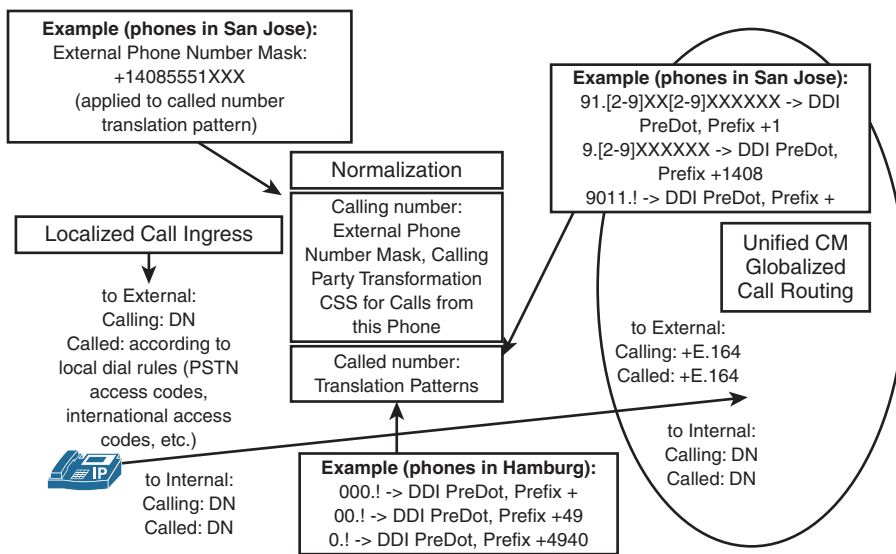 Example (phones in San Jose):
External Phone Number Mask:
+14085551XXX
(applied to called number
translation pattern)
Example (phones in San Jose):
91.[2-9]XX[2-9]XXXXXX -> DDI
PreDot, Prefix +1
9.[2-9]XXXXXX -> DDI PreDot,
Prefix +1408
9011.! -> DDI PreDot, Prefix +
Normalization
Calling number:
External Phone
Number Mask, Calling
Party Transformation
CSS for Calls from
this Phone
Called number:
Translation Patterns
Localized Call Ingress
to External:
Calling: DN
Called: according to
local dial rules (PSTN
access codes,
international access
codes, etc.)
IP
to Internal:
Calling: DN
Called: DN
Unified CM
Globalized
Call Routing
to External:
Calling: +E.164
Called: +E.164
to Internal:
Calling: DN
Called: DN
Example (phones in Hamburg):
000.! -> DDI PreDot, Prefix +
00.! -> DDI PreDot, Prefix +49
0.! -> DDI PreDot, Prefix +4940